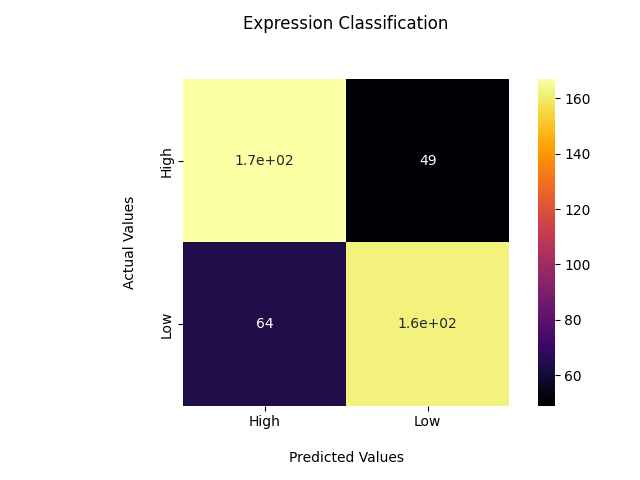 Expression Classification
High
1.7e+02
49
160
140
120
100
80
60
Actual Values
Low
64
1.6e+02
High
Low
Predicted Values